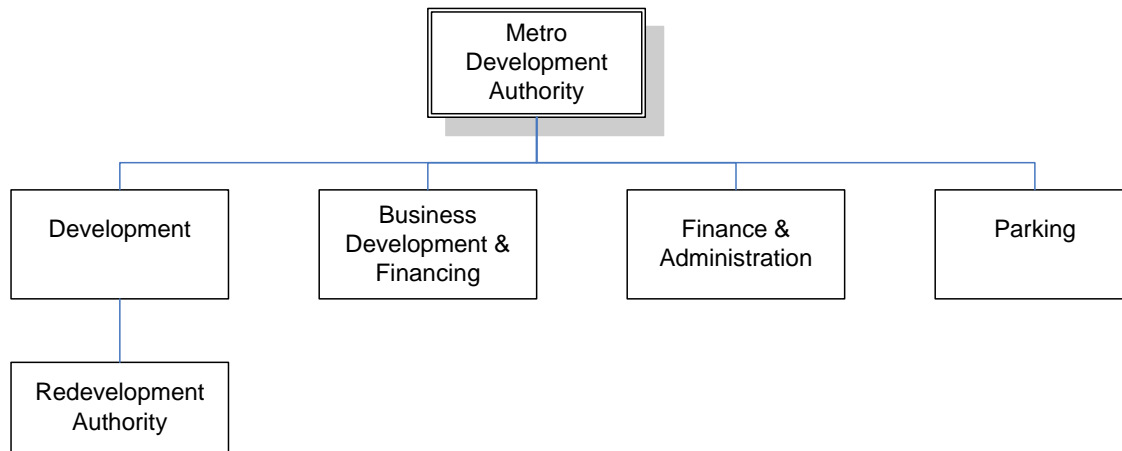 Metro
Development
Authority
Development
Business
Development &
Financing
Finance &
Administration
Parking
Redevelopment
Authority